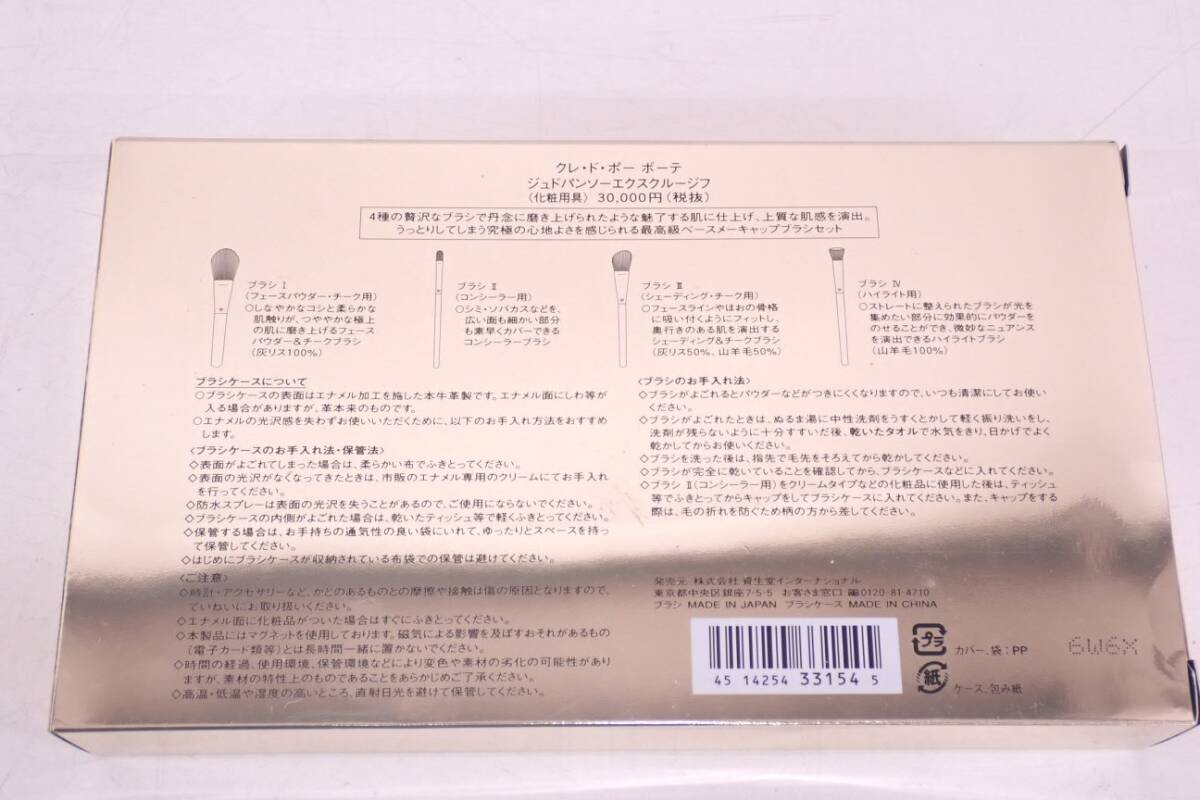 クレ・ド・ポー ボーテ
ジュドパンソーエクスクルージフ
〈化粧用具〉 30,000円(税抜)
4種の贅沢なブラシで丹念に磨き上げられたような魅了する肌に仕上げ、上質な肌感を演出。
うっとりしてしまう究極の心地よさを感じられる最高級ベースメーキャップブラシセット
ブラシ Ⅰ
(フェースパウダー・チーク用)
○しなやかなコシと柔らかな
肌触りが、つややかな極上
の肌に磨き上げるフェース
パウダー&チークブラシ
(灰リス100%)
ブラシ Ⅱ
(コンシーラー用)
○シミ・ソバカスなどを、
広い面も細かい部分
も素早くカバーできる
コンシーラーブラシ
ブラシ Ⅲ
(シェーディング・チーク用)
○フェースラインやほおの骨格
に吸い付くようにフィットし、
奥行きのある肌を演出する
シェーディング&チークブラシ
(灰リス50%、山羊毛50%)
ブラシ Ⅳ
(ハイライト用)
○ストレートに整えられたブラシが光を
集めたい部分に効果的にパウダーを
のせることができ、微妙なニュアンス
を演出できるハイライトブラシ
(山羊毛100%)
ブラシケースについて
○ブラシケースの表面はエナメル加工を施した本牛革製です。エナメル面にしわ等が
入る場合がありますが、革本来のものです。
○エナメルの光沢感を失わずお使いいただくために、以下のお手入れ方法をおすすめ
します。
〈ブラシケースのお手入れ法・保管法〉
◇表面がよごれてしまった場合は、柔らかい布でふきとってください。
◇表面の光沢がなくなってきたときは、市販のエナメル専用のクリームにてお手入れ
を行ってください。
◇防水スプレーは表面の光沢を失うことがあるので、ご使用にならないでください。
◇ブラシケースの内側がよごれた場合は、乾いたティッシュ等で軽くふきとってください。
◇保管する場合は、お手持ちの通気性の良い袋にいれて、ゆったりとスペースを持っ
て保管してください。
◇はじめにブラシケースが収納されている布袋での保管は避けてください。
〈ご注意〉
◇時計・アクセサリーなど、かどのあるものとの摩擦や接触は傷の原因となりますので、
ていねいにお取り扱いください。
◇エナメル面に化粧品がついた場合はすぐにふきとってください。
◇本製品にはマグネットを使用しております。磁気による影響を及ぼすおそれがあるもの
(電子カード類等)とは長時間一緒に置かないでください。
◇時間の経過、使用環境、保管環境などにより変色や素材の劣化の可能性があり
ますが、素材の特性上のものであることをあらかじめご了承ください。
◇高温・低温や湿度の高いところ、直射日光を避けて保管してください。
〈ブラシのお手入れ法〉
◇ブラシがよごれるとパウダーなどがつきにくくなりますので、いつも清潔にしてお使い
ください。
◇ブラシがよごれたときは、ぬるま湯に中性洗剤をうすくとかして軽く振り洗いをし、
洗剤が残らないように十分すすいだ後、乾いたタオルで水気をきり、日かげでよく
乾かしてからお使いください。
◇ブラシを洗った後は、指先で毛先をそろえてから乾かしてください。
◇ブラシが完全に乾いていることを確認してから、ブラシケースなどに入れてください。
◇ブラシ Ⅱ(コンシーラー用)をクリームタイプなどの化粧品に使用した後は、ティッシュ
等でふきとってからキャップをしてブラシケースに入れてください。また、キャップをする
際は、毛の折れを防ぐため柄の方から差してください。
発売元 株式会社 資生堂インターナショナル
東京都中央区銀座7-5-5 お客さま窓口 0120-81-4710
ブラシ MADE IN JAPAN ブラシケース MADE IN CHINA
45 14254 33154 5
プラ カバー、袋:PP
紙 ケース、包み紙
6W6X